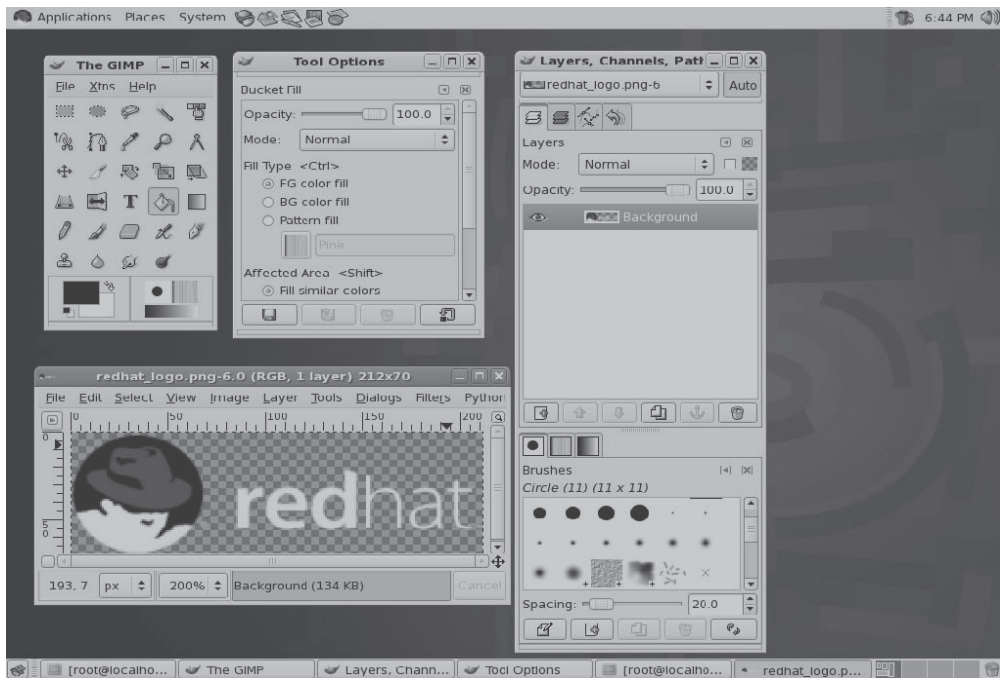 Applications Places System
6:44 PM
The GIMP
File Xtns Help
Tool Options
Bucket Fill
Opacity: 100.0
Mode: Normal
Fill Type <Ctrl>
FG color fill
BG color fill
Pattern fill
Pine
Affected Area <Shift>
Fill similar colors
Layers, Channels, Path
redhat_logo.png-6 Auto
Layers
Mode: Normal
Opacity: 100.0
Background
Brushes
Circle (11) (11 x 11)
Spacing: 20.0
redhat_logo.png-6.0 (RGB, 1 layer) 212x70
File Edit Select View Image Layer Tools Dialogs Filters Python
0 50 100 150 200
0
50
redhat
193, 7 px 200% Background (134 KB) Cancel
[root@localho... The GIMP Layers, Chann... Tool Options [root@localho... redhat_logo.p...